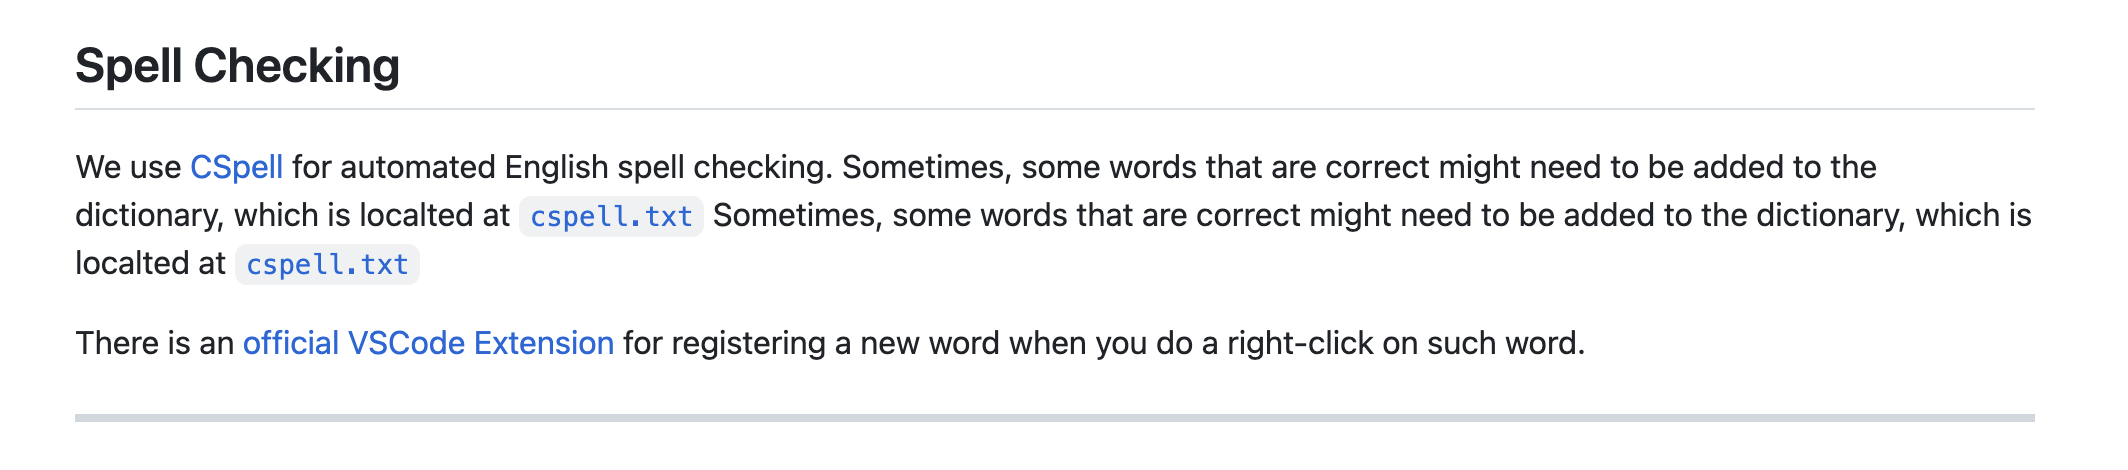 Spell Checking
We use CSpell for automated English spell checking. Sometimes, some words that are correct might need to be added to the
dictionary, which is localted at cspell.txt Sometimes, some words that are correct might need to be added to the dictionary, which is
localted at cspell.txt
There is an official VSCode Extension for registering a new word when you do a right-click on such word.